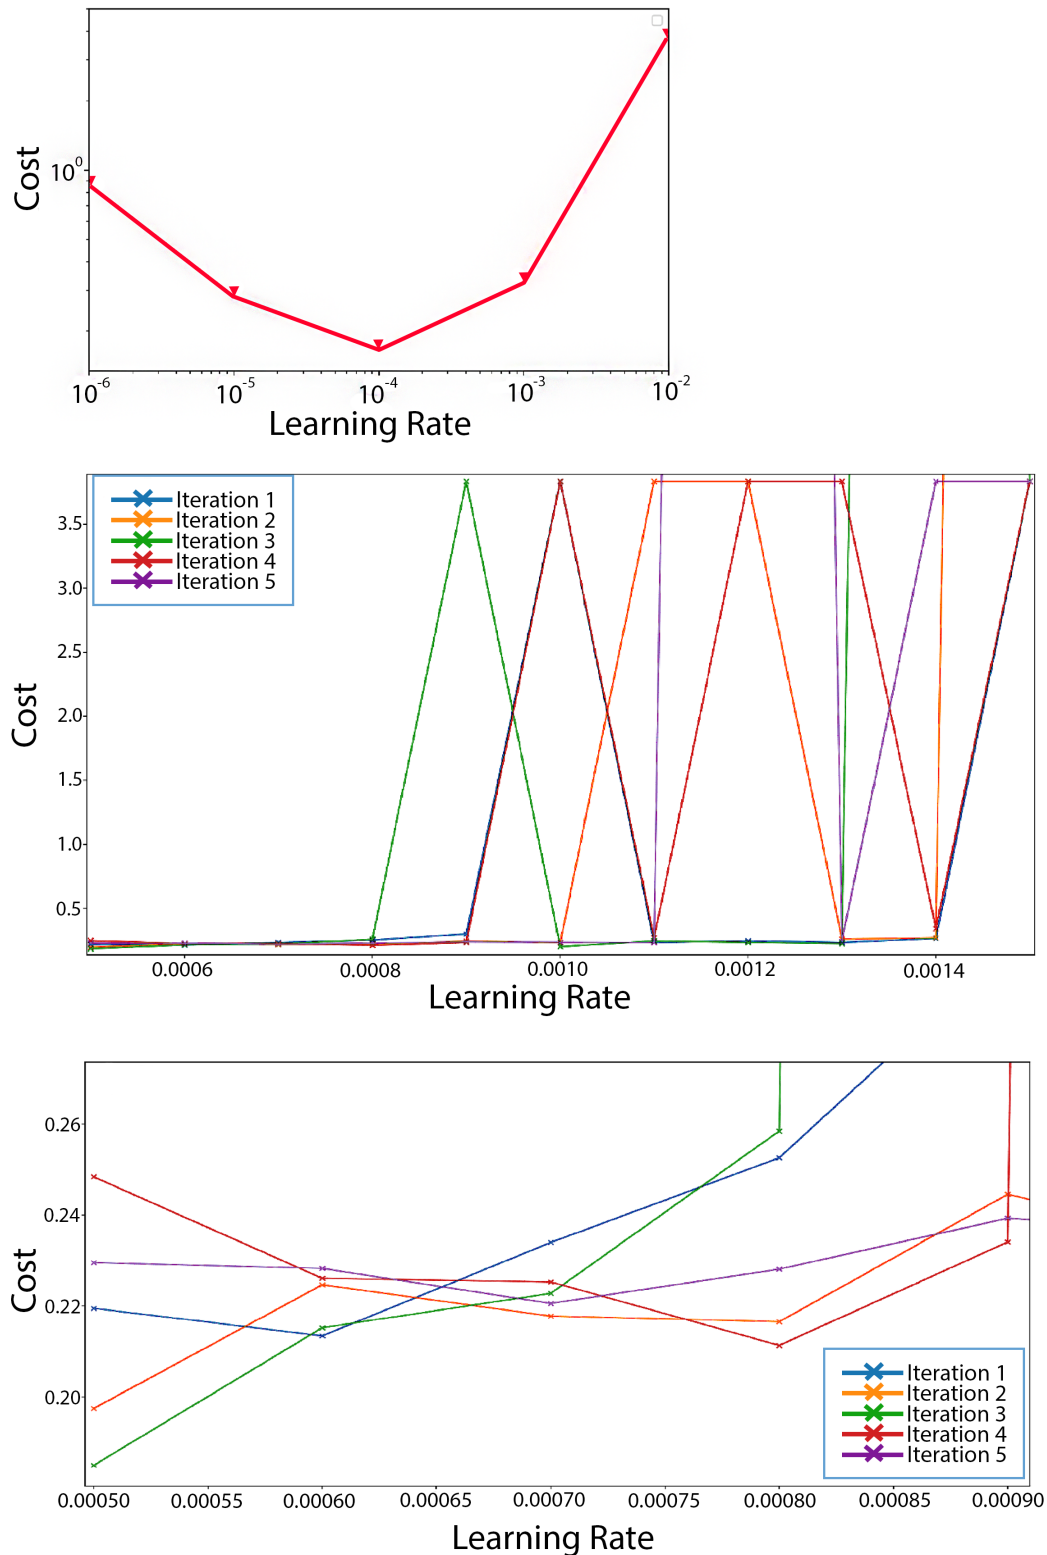 Cost
10^0
10^-6 10^-5 10^-4 10^-3 10^-2
Learning Rate
Iteration 1
Iteration 2
Iteration 3
Iteration 4
Iteration 5
Cost
3.5
3.0
2.5
2.0
1.5
1.0
0.5
0.0006 0.0008 0.0010 0.0012 0.0014
Learning Rate
Cost
0.26
0.24
0.22
0.20
Iteration 1
Iteration 2
Iteration 3
Iteration 4
Iteration 5
0.00050 0.00055 0.00060 0.00065 0.00070 0.00075 0.00080 0.00085 0.00090
Learning Rate